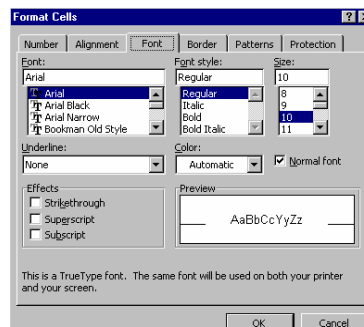 Format Cells
Number Alignment Font Border Patterns Protection
Font: Font style: Size:
Arial Regular 10
Arial Regular 8
Arial Black Italic 9
Arial Narrow Bold 10
Bookman Old Style Bold Italic 11
Underline: Color:
None Automatic Normal font
Effects Preview
Strikethrough
Superscript AaBbCcYyZz
Subscript
This is a TrueType font. The same font will be used on both your printer
and your screen.
OK Cancel